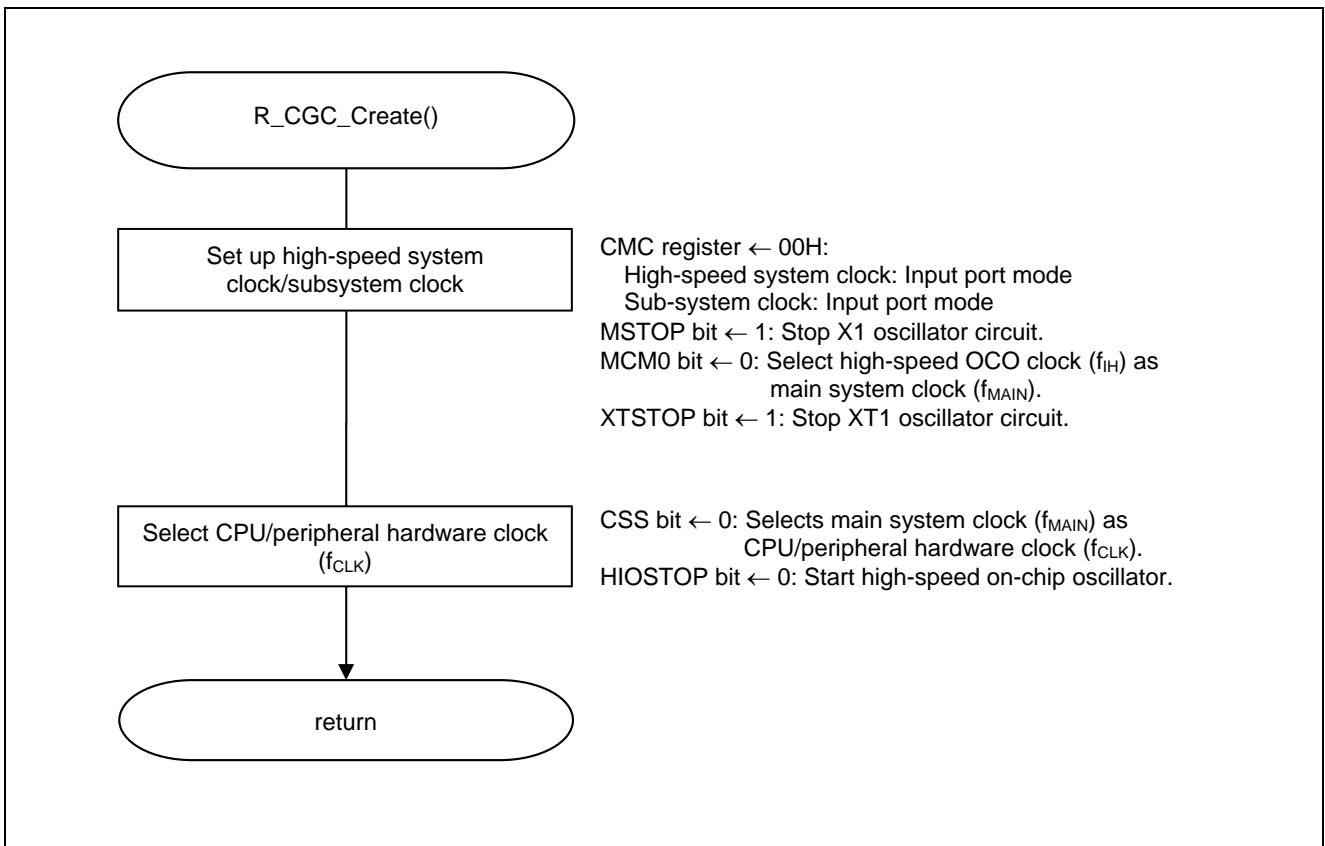 R_CGC_Create()
Set up high-speed system
clock/subsystem clock
CMC register ← 00H:
High-speed system clock: Input port mode
Sub-system clock: Input port mode
MSTOP bit ← 1: Stop X1 oscillator circuit.
MCM0 bit ← 0: Select high-speed OCO clock (fIH) as
main system clock (fMAIN).
XTSTOP bit ← 1: Stop XT1 oscillator circuit.
Select CPU/peripheral hardware clock
(fCLK)
CSS bit ← 0: Selects main system clock (fMAIN) as
CPU/peripheral hardware clock (fCLK).
HIOSTOP bit ← 0: Start high-speed on-chip oscillator.
return